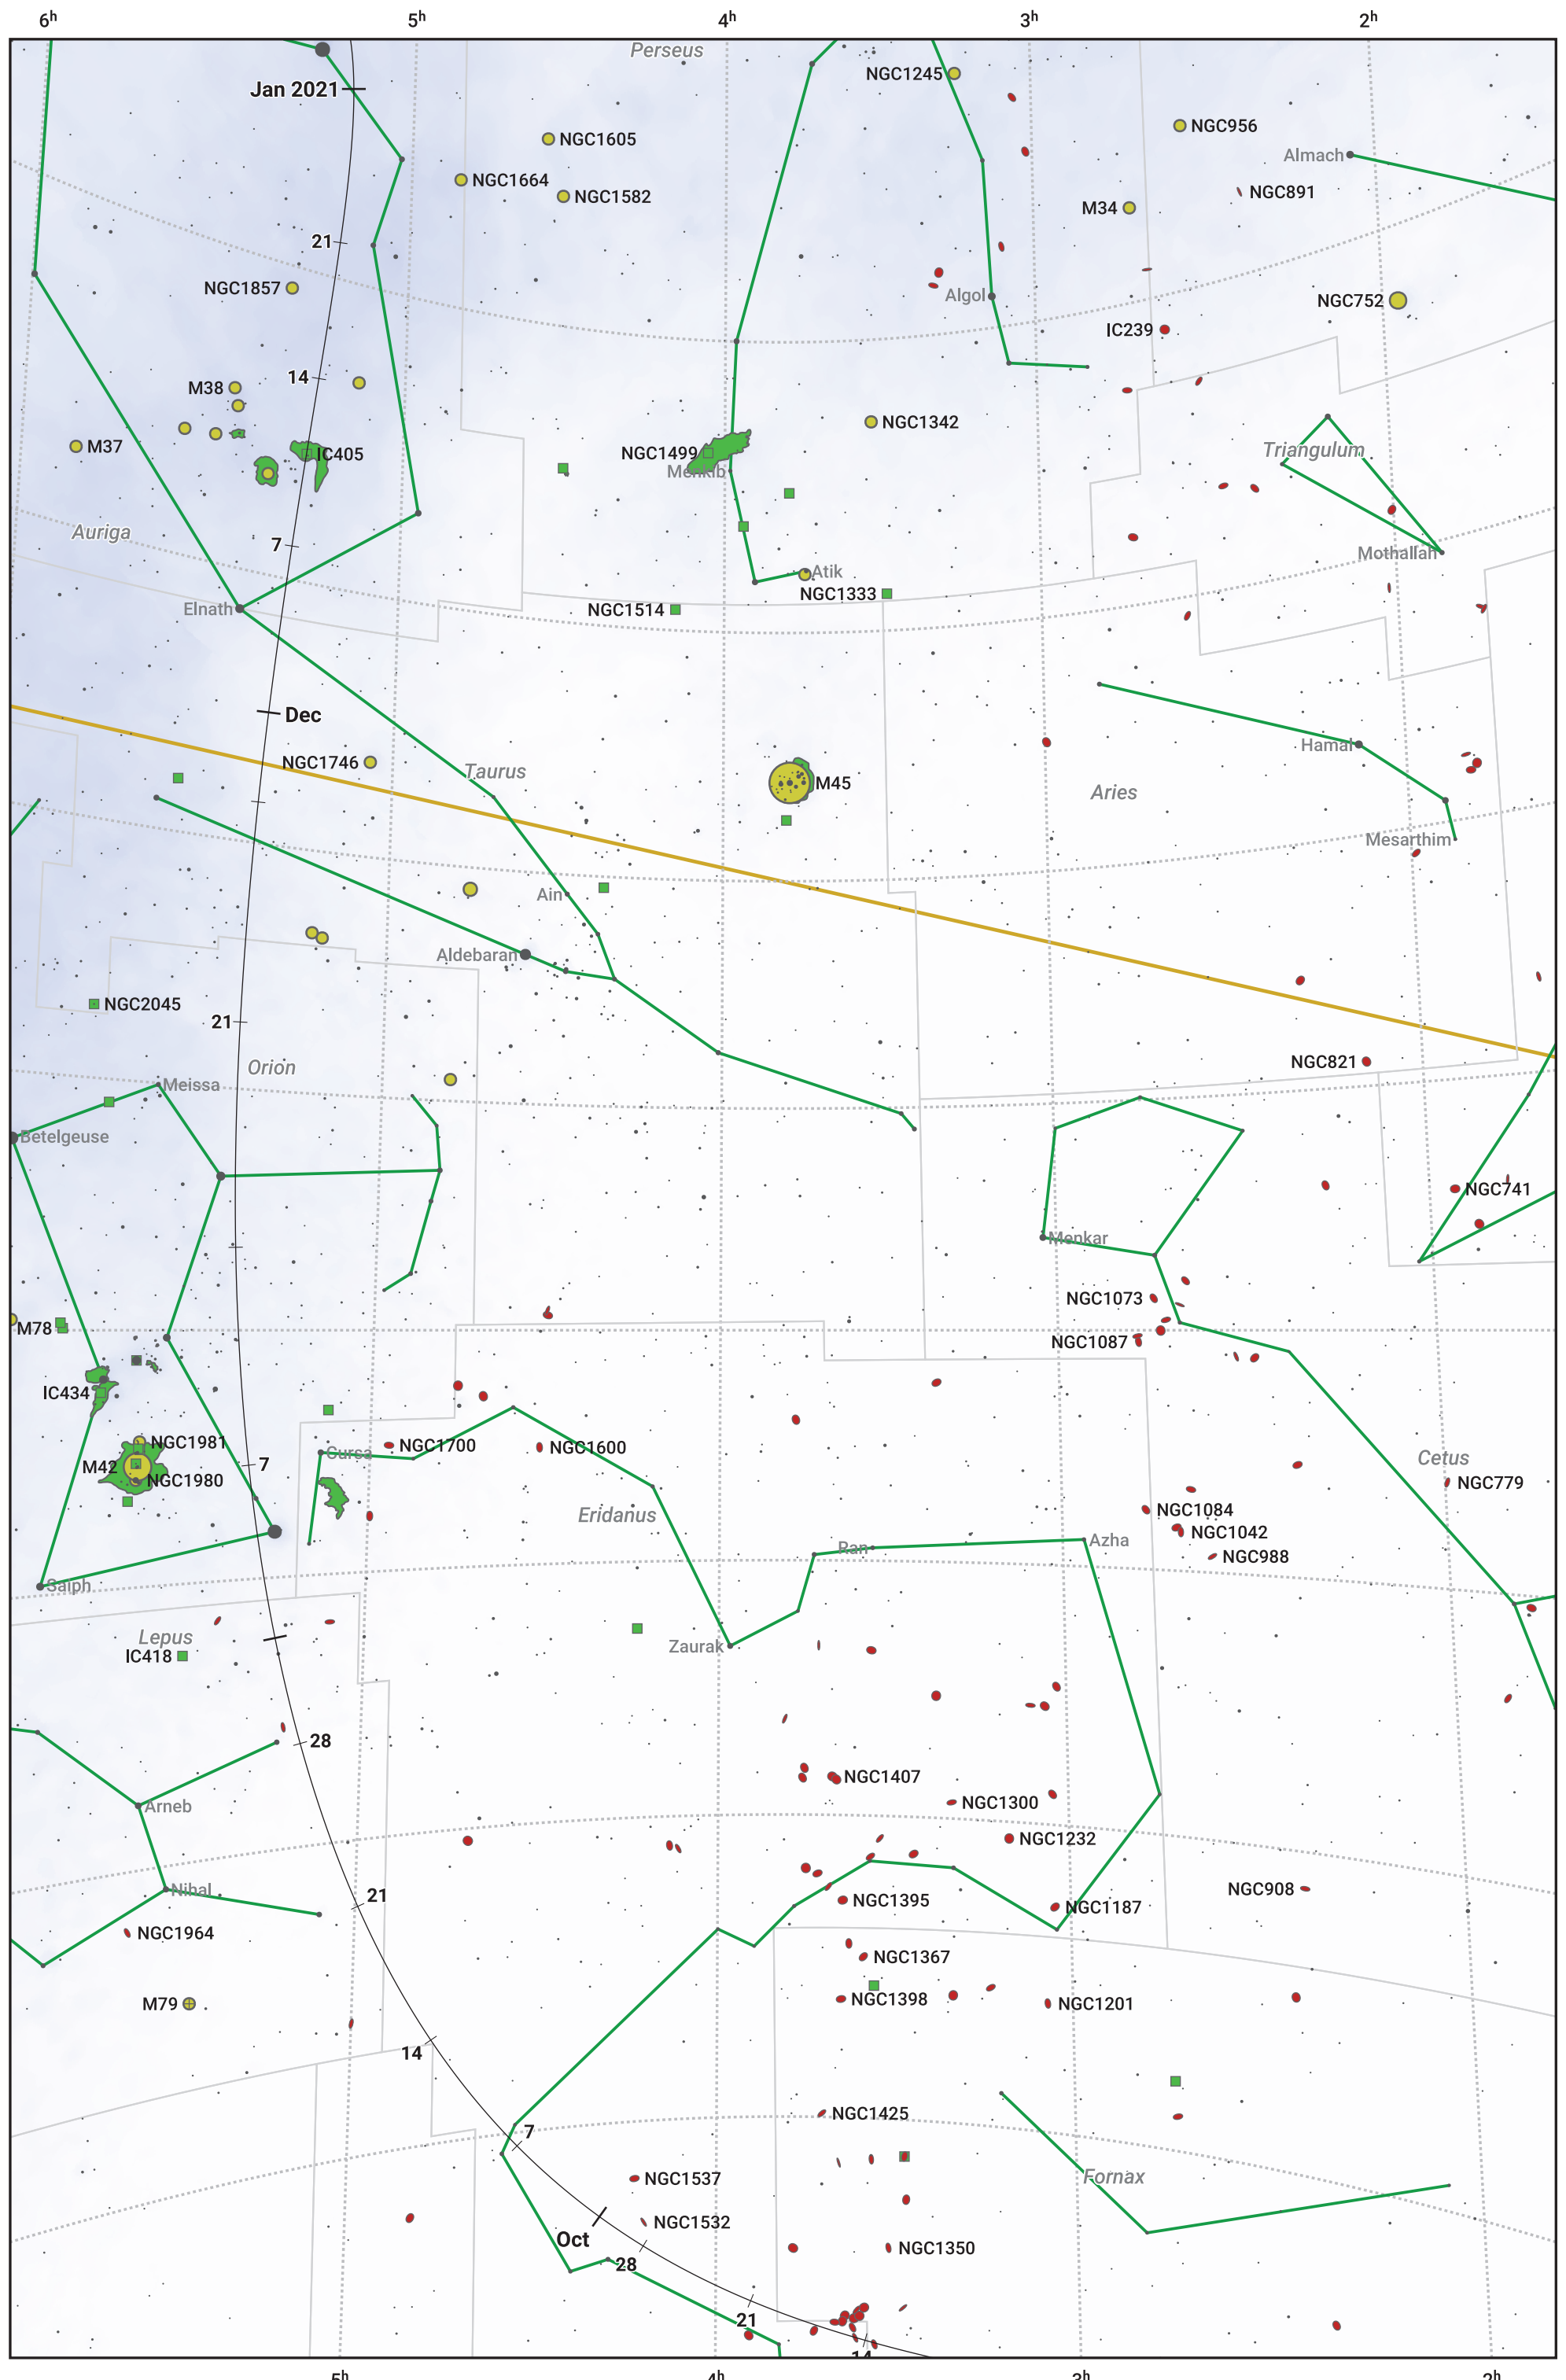 6h 5h 4h 3h 2h
Perseus
NGC1245
Jan 2021
NGC956
NGC1605
Almach
NGC1664
NGC891
NGC1582
M34
21
NGC1857
Algol
NGC752
IC239
14
M38
NGC1342
M37
IC405
NGC1499
Triangulum
Menkib
Auriga
7
Mothallah
Atik
NGC1333
Elnath
NGC1514
Dec
Hamal
NGC1746
Taurus
M45
Aries
Mesarthim
Ain
Aldebaran
NGC2045
21
NGC821
Orion
Meissa
Betelgeuse
NGC741
Menkar
NGC1073
M78
NGC1087
IC434
NGC1981
NGC1700
NGC1600
Cursa
Cetus
M42
7
NGC1980
NGC779
Eridanus
NGC1084
NGC1042
Azha
Ran
NGC988
Saiph
Lepus
Zaurak
IC418
28
NGC1407
NGC1300
Arneb
NGC1232
Nihal
21
NGC1395
NGC908
NGC1187
NGC1964
NGC1367
NGC1398
NGC1201
M79
14
NGC1425
7
NGC1537
Fornax
NGC1532
Oct
NGC1350
28
21
14
5h 4h 3h 2h